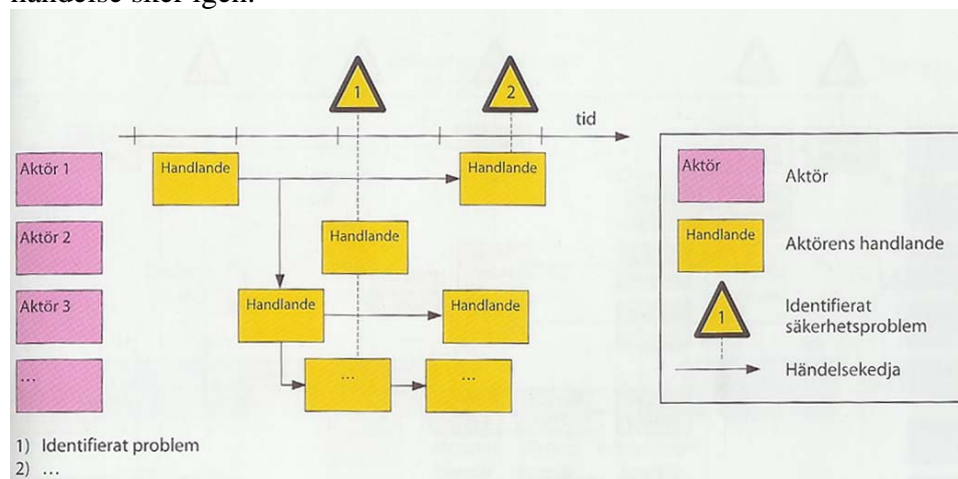 händelse sker igen.
1
2
tid
Aktör 1
Handlande
Handlande
Aktör 2
Handlande
Aktör 3
Handlande
Handlande
...
...
...
1) Identifierat problem
2) ...
Aktör
Aktör
Handlande
Aktörens handlande
1
Identifierat
säkerhetsproblem
Händelsekedja